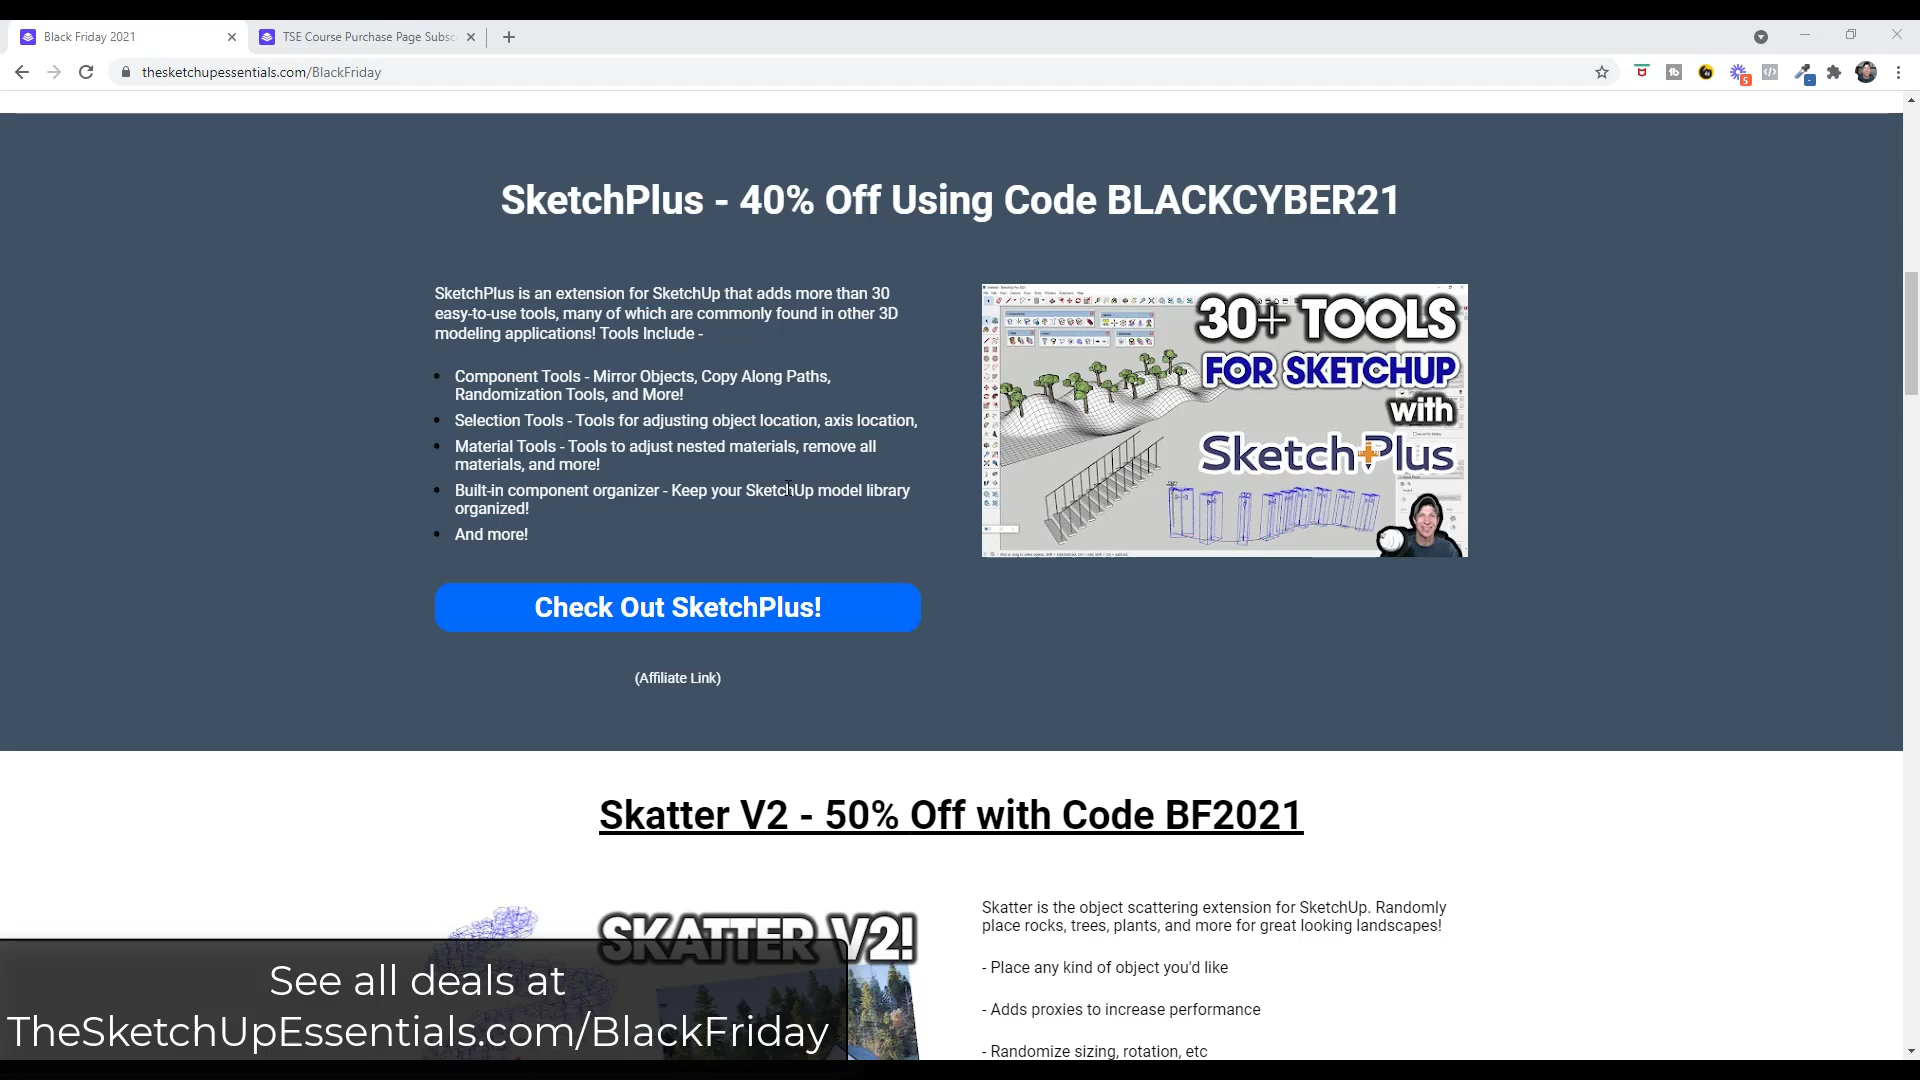 Black Friday 2021
TSE Course Purchase Page Subsc
thesketchupessentials.com/BlackFriday
SketchPlus - 40% Off Using Code BLACKCYBER21
SketchPlus is an extension for SketchUp that adds more than 30
easy-to-use tools, many of which are commonly found in other 3D
modeling applications! Tools Include -
Component Tools - Mirror Objects, Copy Along Paths,
Randomization Tools, and More!
Selection Tools - Tools for adjusting object location, axis location,
Material Tools - Tools to adjust nested materials, remove all
materials, and more!
Built-in component organizer - Keep your SketchUp model library
organized!
And more!
30+ TOOLS
FOR SKETCHUP
with
SketchPlus
Check Out SketchPlus!
(Affiliate Link)
Skatter V2 - 50% Off with Code BF2021
SKATTER V2!
Skatter is the object scattering extension for SketchUp. Randomly
place rocks, trees, plants, and more for great looking landscapes!
- Place any kind of object you'd like
- Adds proxies to increase performance
- Randomize sizing, rotation, etc
See all deals at
TheSketchUpEssentials.com/BlackFriday